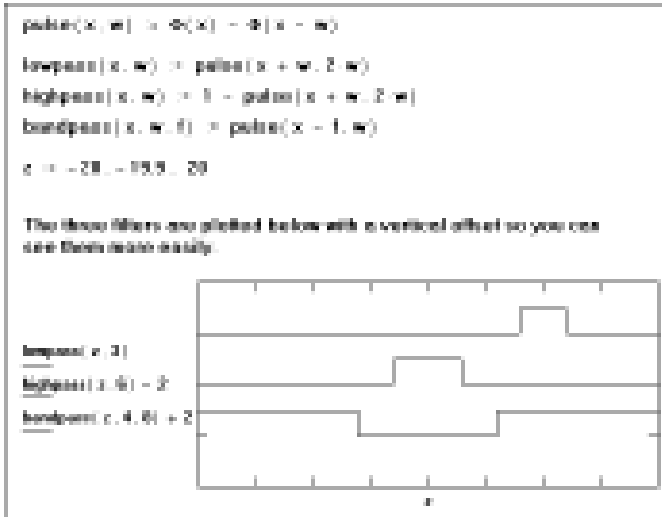 pulse(x, w) := Φ(x) - Φ(x - w)
lowpass(x, w) := pulse(x + w, 2·w)
highpass(x, w) := 1 - pulse(x + w, 2·w)
bandpass(x, w, f) := pulse(x - f, w)
z := -20, -19.9 .. 20
The three filters are plotted below with a vertical offset so you can
see them more easily.
lowpass(z, 3)
highpass(z, 6) - 2
bandpass(z, 4, 8) + 2
z